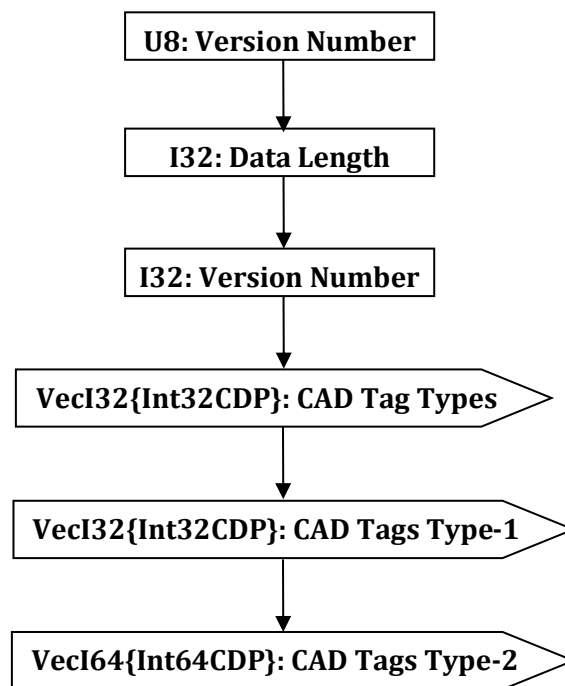 U8: Version Number
I32: Data Length
I32: Version Number
VecI32{Int32CDP}: CAD Tag Types
VecI32{Int32CDP}: CAD Tags Type-1
VecI64{Int64CDP}: CAD Tags Type-2